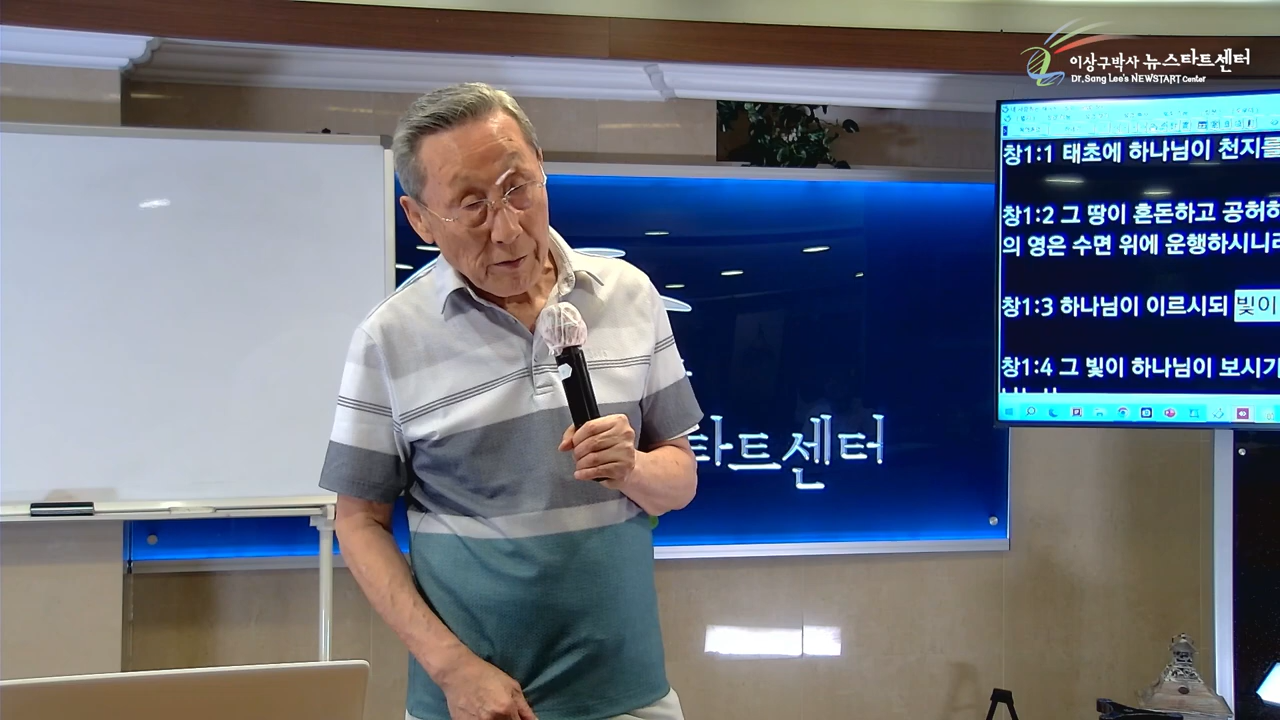 이상구박사 뉴스타트센터
Dr. Sang Lee's NEWSTART Center
창1:1 태초에 하나님이 천지를
창1:2 그 땅이 혼돈하고 공허하
의 영은 수면 위에 운행하시니라
창1:3 하나님이 이르시되 빛이
창1:4 그 빛이 하나님이 보시기
타트센터